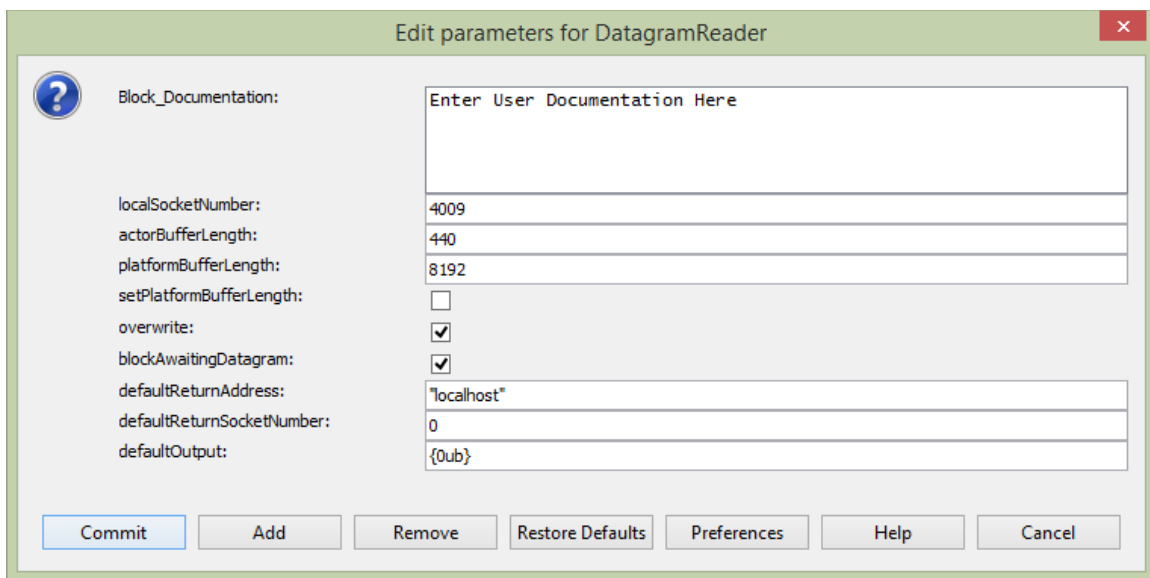 Edit parameters for DatagramReader
Block_Documentation:
Enter User Documentation Here
localSocketNumber:
4009
actorBufferLength:
440
platformBufferLength:
8192
setPlatformBufferLength:
overwrite:
blockAwaitingDatagram:
defaultReturnAddress:
"localhost"
defaultReturnSocketNumber:
0
defaultOutput:
{0ub}
Commit
Add
Remove
Restore Defaults
Preferences
Help
Cancel